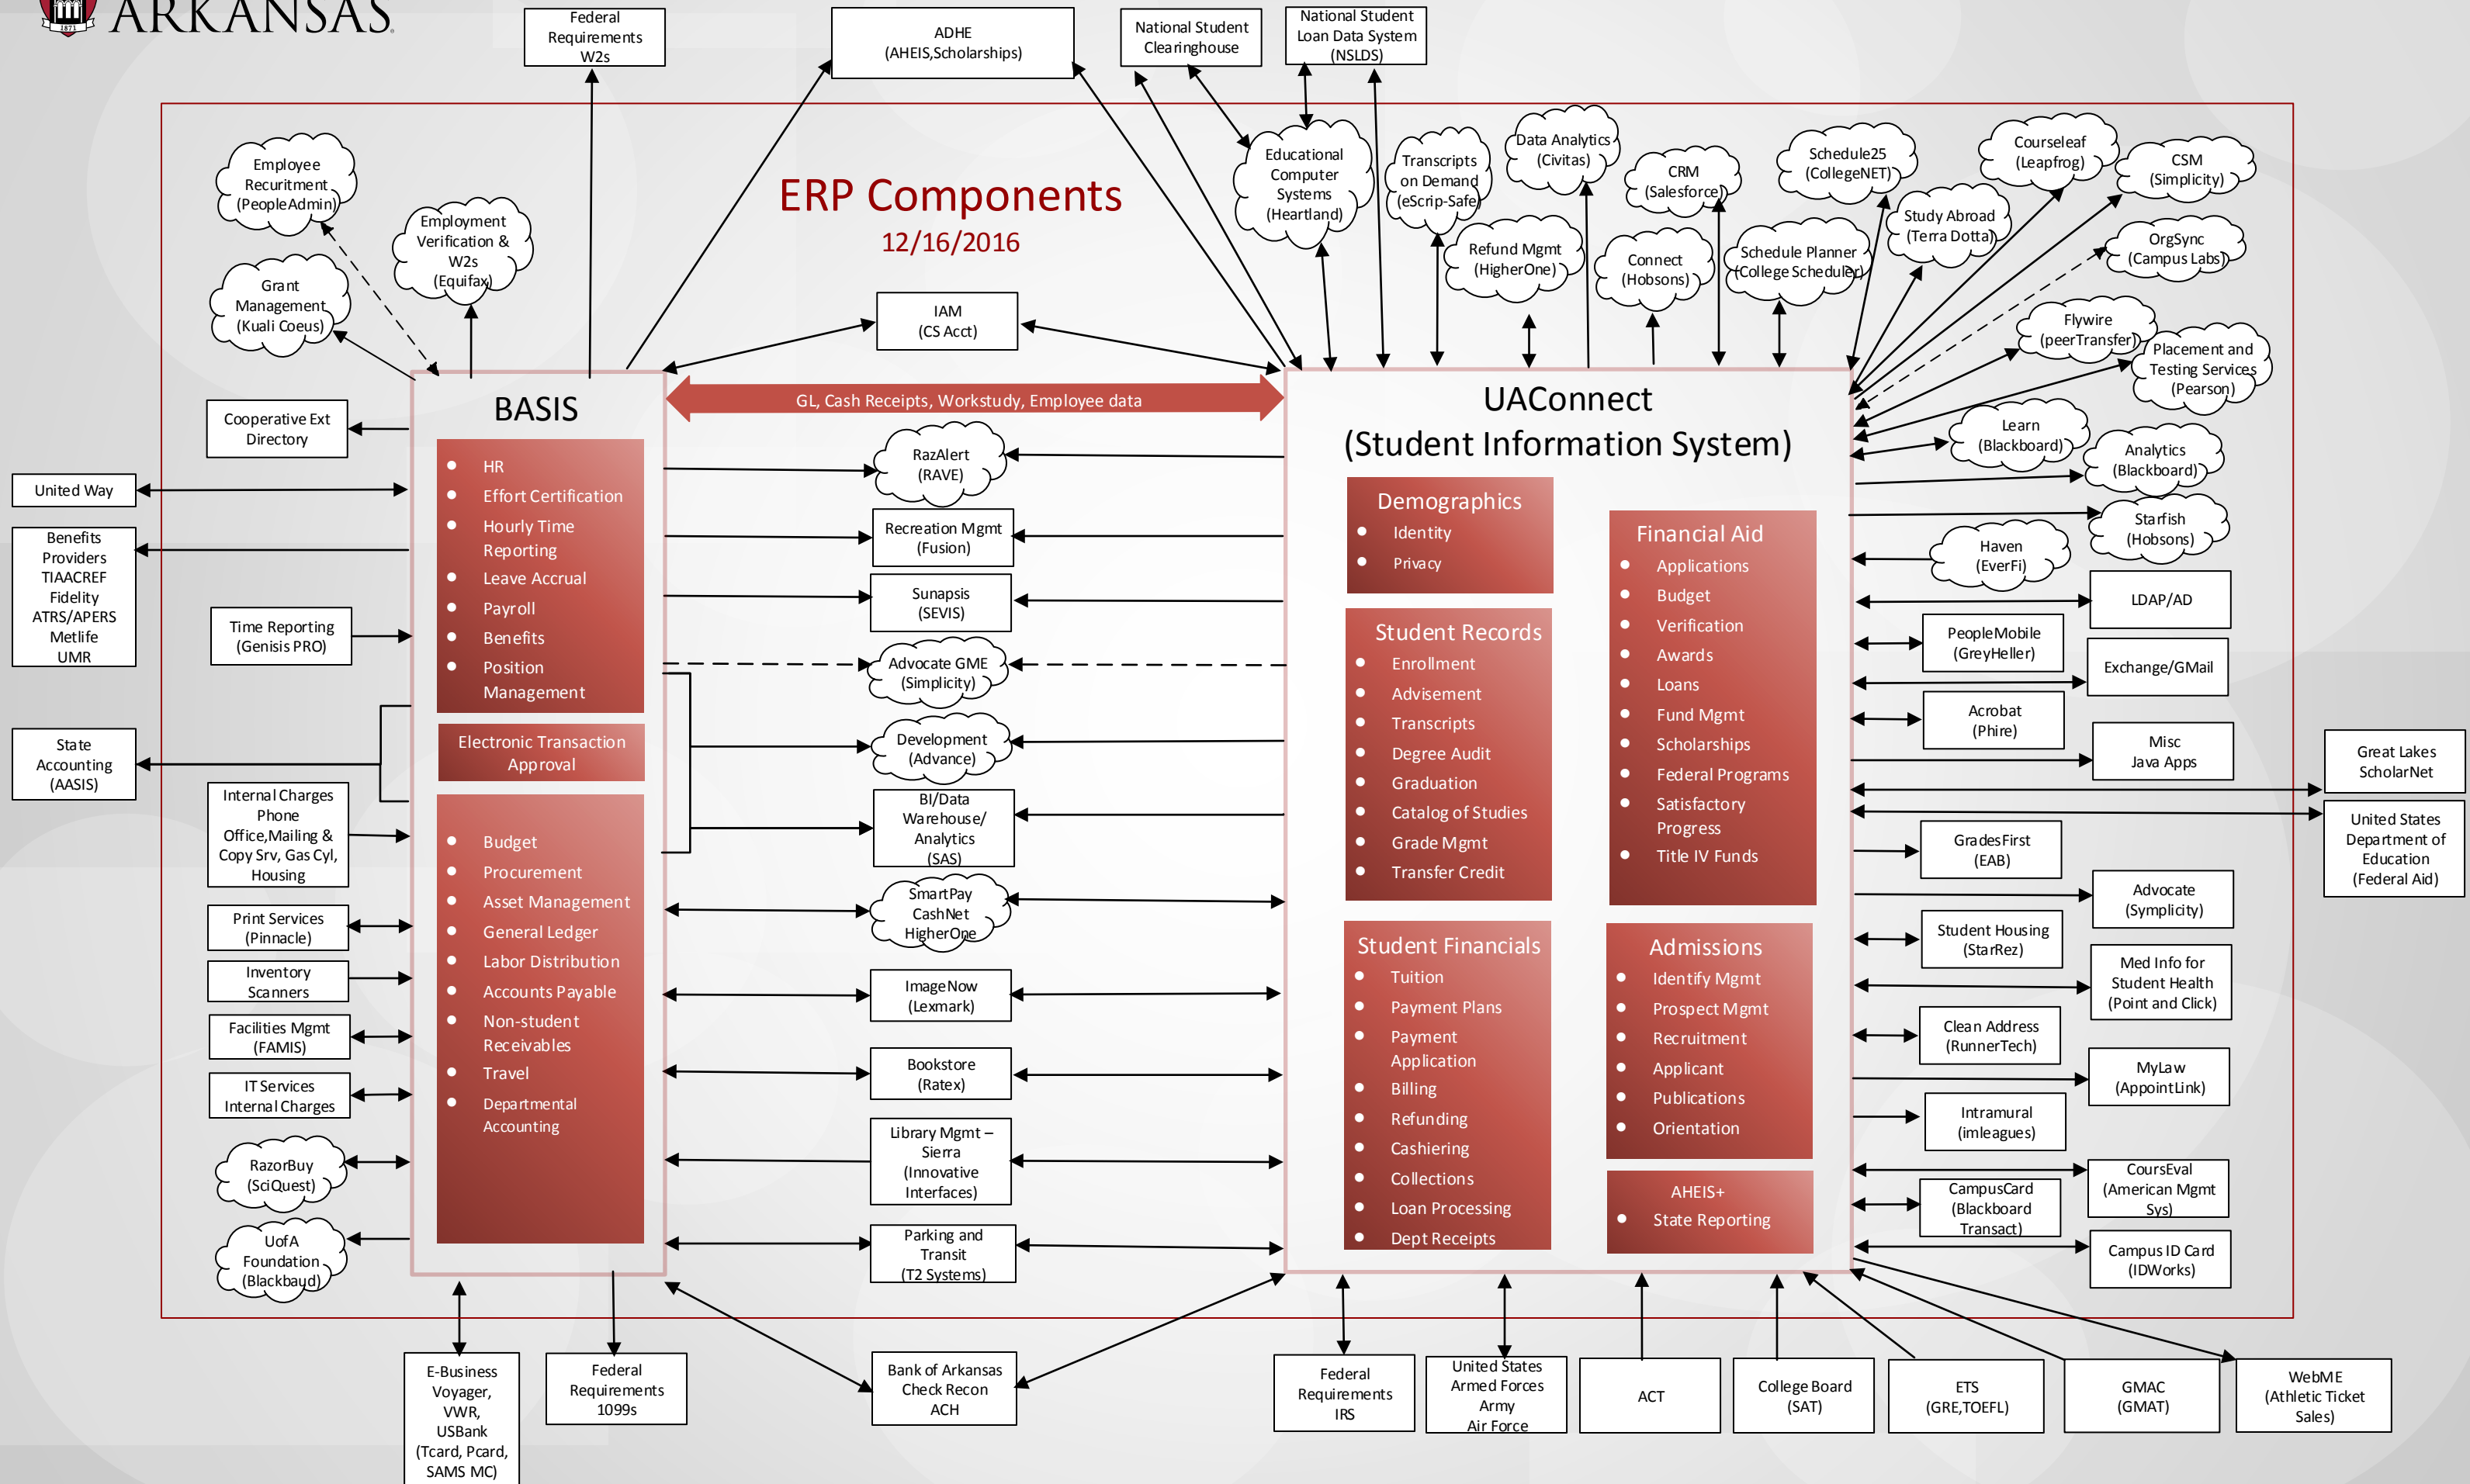 ARKANSAS
1871
Federal
Requirements
W2s
ADHE
(AHEIS,Scholarships)
National Student
Clearinghouse
National Student
Loan Data System
(NSLDS)
ERP Components
12/16/2016
Employee
Recuritment
(PeopleAdmin)
Employment
Verification &
W2s
(Equifax)
Grant
Management
(Kuali Coeus)
Educational
Computer
Systems
(Heartland)
Transcripts
on Demand
(eScrip-Safe)
Data Analytics
(Civitas)
Refund Mgmt
(HigherOne)
CRM
(Salesforce)
Connect
(Hobsons)
Schedule25
(CollegeNET)
Schedule Planner
(College Scheduler)
Study Abroad
(Terra Dotta)
Courseleaf
(Leapfrog)
CSM
(Simplicity)
OrgSync
(Campus Labs)
Flywire
(peerTransfer)
Placement and
Testing Services
(Pearson)
Learn
(Blackboard)
Analytics
(Blackboard)
Starfish
(Hobsons)
Haven
(EverFi)
IAM
(CS Acct)
GL, Cash Receipts, Workstudy, Employee data
Cooperative Ext
Directory
United Way
Benefits
Providers
TIAACREF
Fidelity
ATRS/APERS
Metlife
UMR
Time Reporting
(Genisis PRO)
State
Accounting
(AASIS)
Internal Charges
Phone
Office,Mailing &
Copy Srv, Gas Cyl,
Housing
Print Services
(Pinnacle)
Inventory
Scanners
Facilities Mgmt
(FAMIS)
IT Services
Internal Charges
RazorBuy
(SciQuest)
UofA
Foundation
(Blackbaud)
BASIS
HR
Effort Certification
Hourly Time
Reporting
Leave Accrual
Payroll
Benefits
Position
Management
Electronic Transaction
Approval
Budget
Procurement
Asset Management
General Ledger
Labor Distribution
Accounts Payable
Non-student
Receivables
Travel
Departmental
Accounting
RazAlert
(RAVE)
Recreation Mgmt
(Fusion)
Sunapsis
(SEVIS)
Advocate GME
(Simplicity)
Development
(Advance)
BI/Data
Warehouse/
Analytics
(SAS)
SmartPay
CashNet
HigherOne
ImageNow
(Lexmark)
Bookstore
(Ratex)
Library Mgmt –
Sierra
(Innovative
Interfaces)
Parking and
Transit
(T2 Systems)
UAConnect
(Student Information System)
Demographics
Identity
Privacy
Student Records
Enrollment
Advisement
Transcripts
Degree Audit
Graduation
Catalog of Studies
Grade Mgmt
Transfer Credit
Student Financials
Tuition
Payment Plans
Payment
Application
Billing
Refunding
Cashiering
Collections
Loan Processing
Dept Receipts
Financial Aid
Applications
Budget
Verification
Awards
Loans
Fund Mgmt
Scholarships
Federal Programs
Satisfactory
Progress
Title IV Funds
Admissions
Identify Mgmt
Prospect Mgmt
Recruitment
Applicant
Publications
Orientation
AHEIS+
State Reporting
LDAP/AD
PeopleMobile
(GreyHeller)
Exchange/GMail
Acrobat
(Phire)
Misc
Java Apps
Great Lakes
ScholarNet
United States
Department of
Education
(Federal Aid)
GradesFirst
(EAB)
Advocate
(Symplicity)
Student Housing
(StarRez)
Med Info for
Student Health
(Point and Click)
Clean Address
(RunnerTech)
MyLaw
(AppointLink)
Intramural
(imleagues)
CoursEval
(American Mgmt
Sys)
CampusCard
(Blackboard
Transact)
Campus ID Card
(IDWorks)
E-Business
Voyager,
VWR,
USBank
(Tcard, Pcard,
SAMS MC)
Federal
Requirements
1099s
Bank of Arkansas
Check Recon
ACH
Federal
Requirements
IRS
United States
Armed Forces
Army
Air Force
ACT
College Board
(SAT)
ETS
(GRE,TOEFL)
GMAC
(GMAT)
WebME
(Athletic Ticket
Sales)